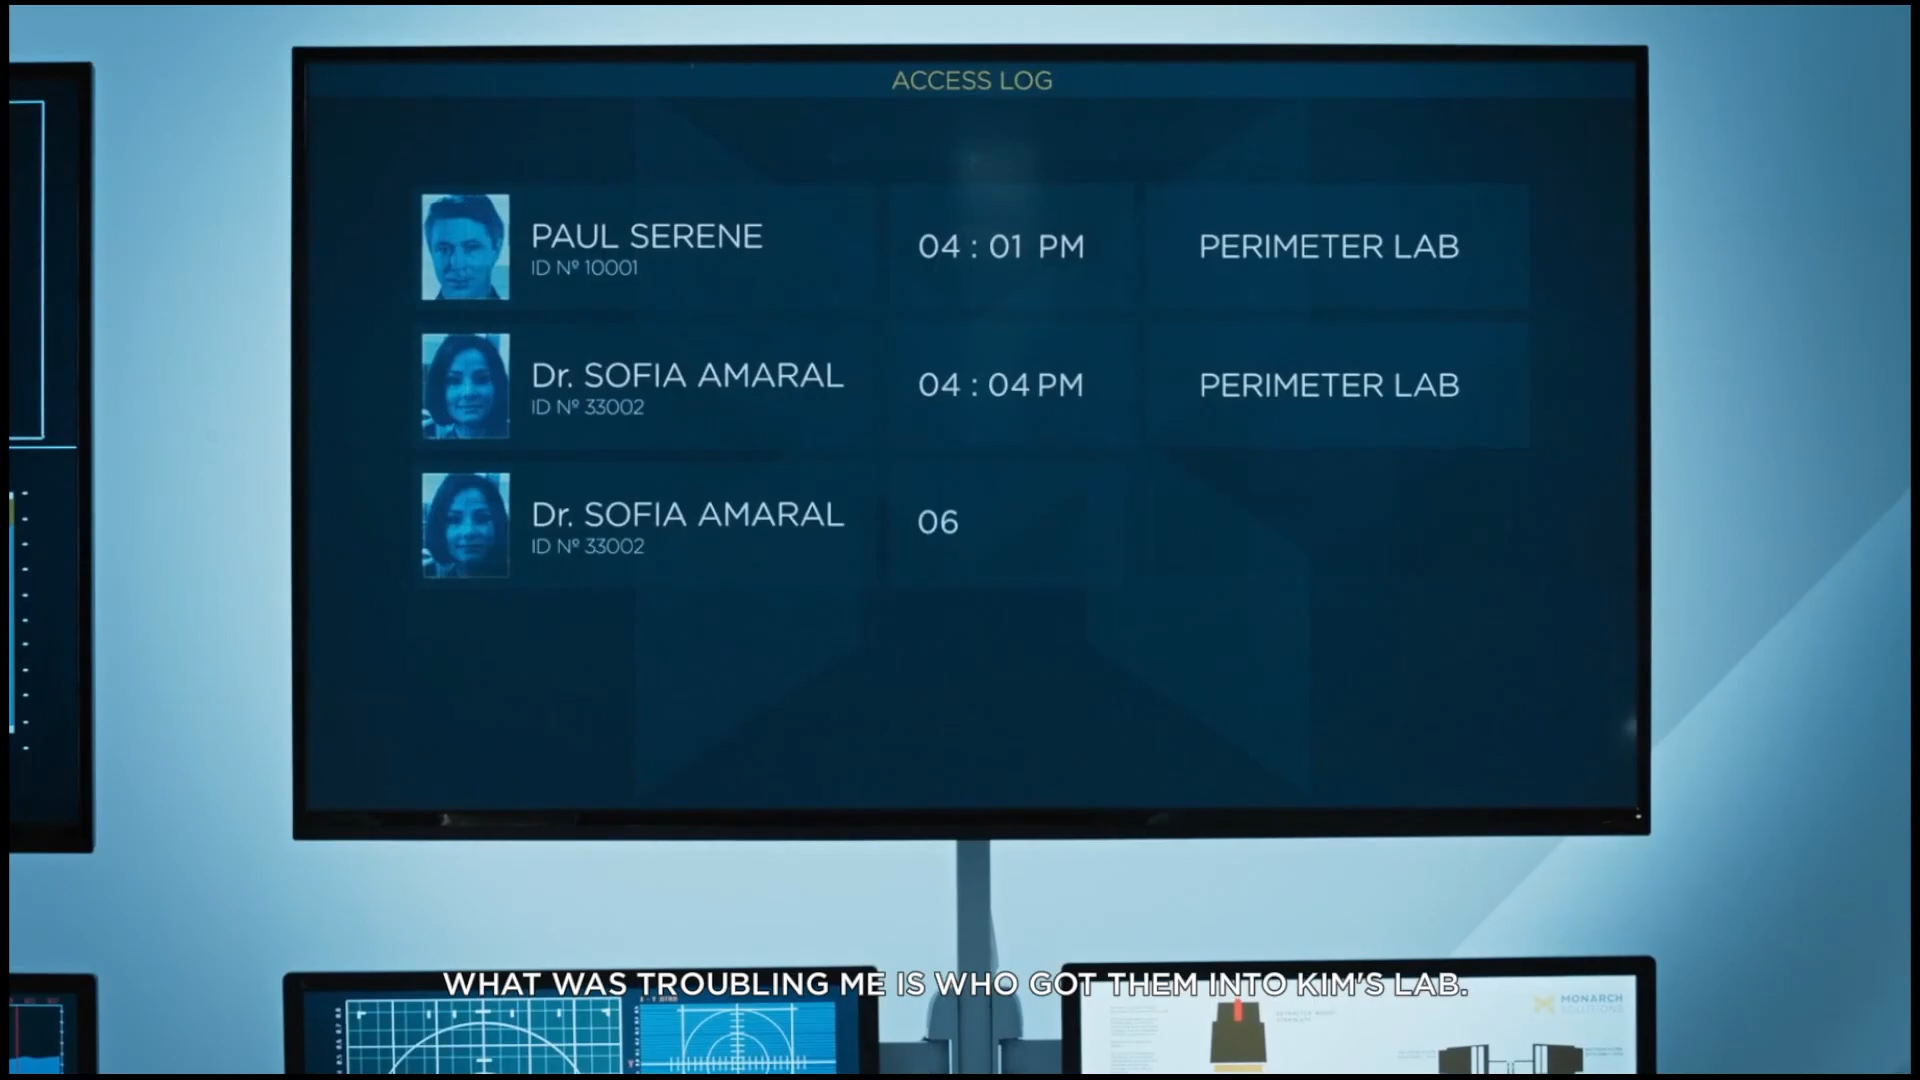 ACCESS LOG
PAUL SERENE
ID Nº 10001
04 : 01 PM
PERIMETER LAB
Dr. SOFIA AMARAL
ID Nº 33002
04 : 04 PM
PERIMETER LAB
Dr. SOFIA AMARAL
ID Nº 33002
06
WHAT WAS TROUBLING ME IS WHO GOT THEM INTO KIM'S LAB.
MONARCH
SOLUTIONS